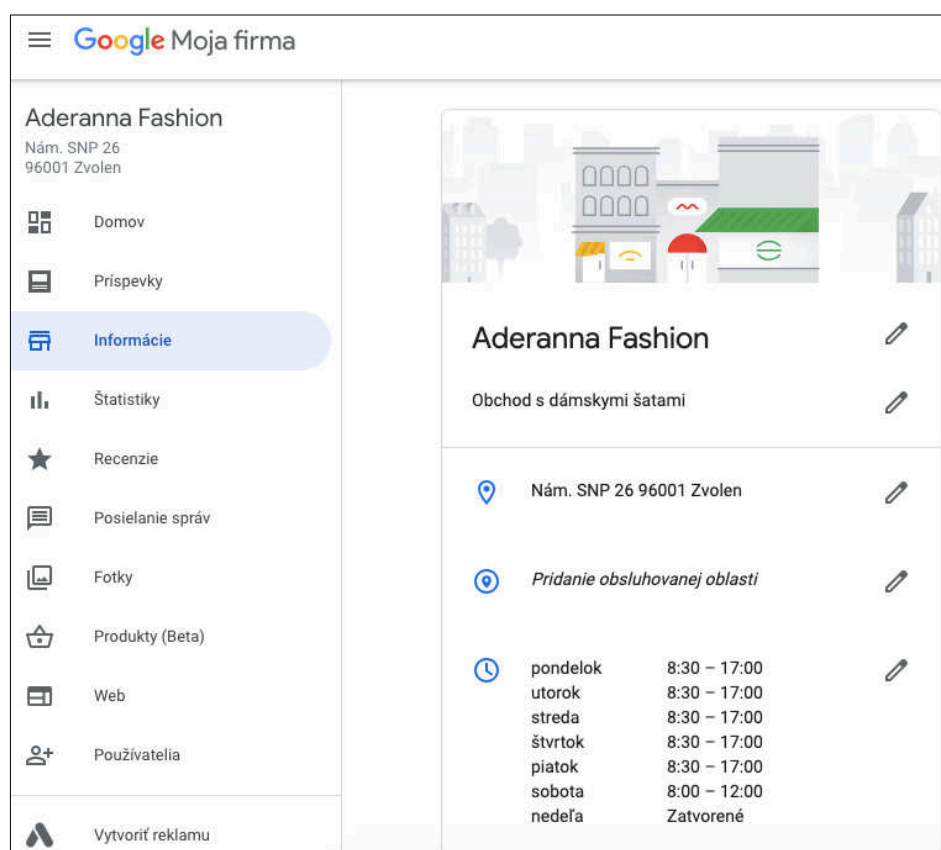 Google Moja firma
Aderanna Fashion
Nám. SNP 26
96001 Zvolen
Domov
Príspevky
Informácie
Štatistiky
Recenzie
Posielanie správ
Fotky
Produkty (Beta)
Web
Používatelia
Vytvoriť reklamu
Aderanna Fashion
Obchod s dámskymi šatami
Nám. SNP 26 96001 Zvolen
Pridanie obsluhovanej oblasti
pondelok 8:30 – 17:00
utorok 8:30 – 17:00
streda 8:30 – 17:00
štvrtok 8:30 – 17:00
piatok 8:30 – 17:00
sobota 8:00 – 12:00
nedeľa Zatvorené